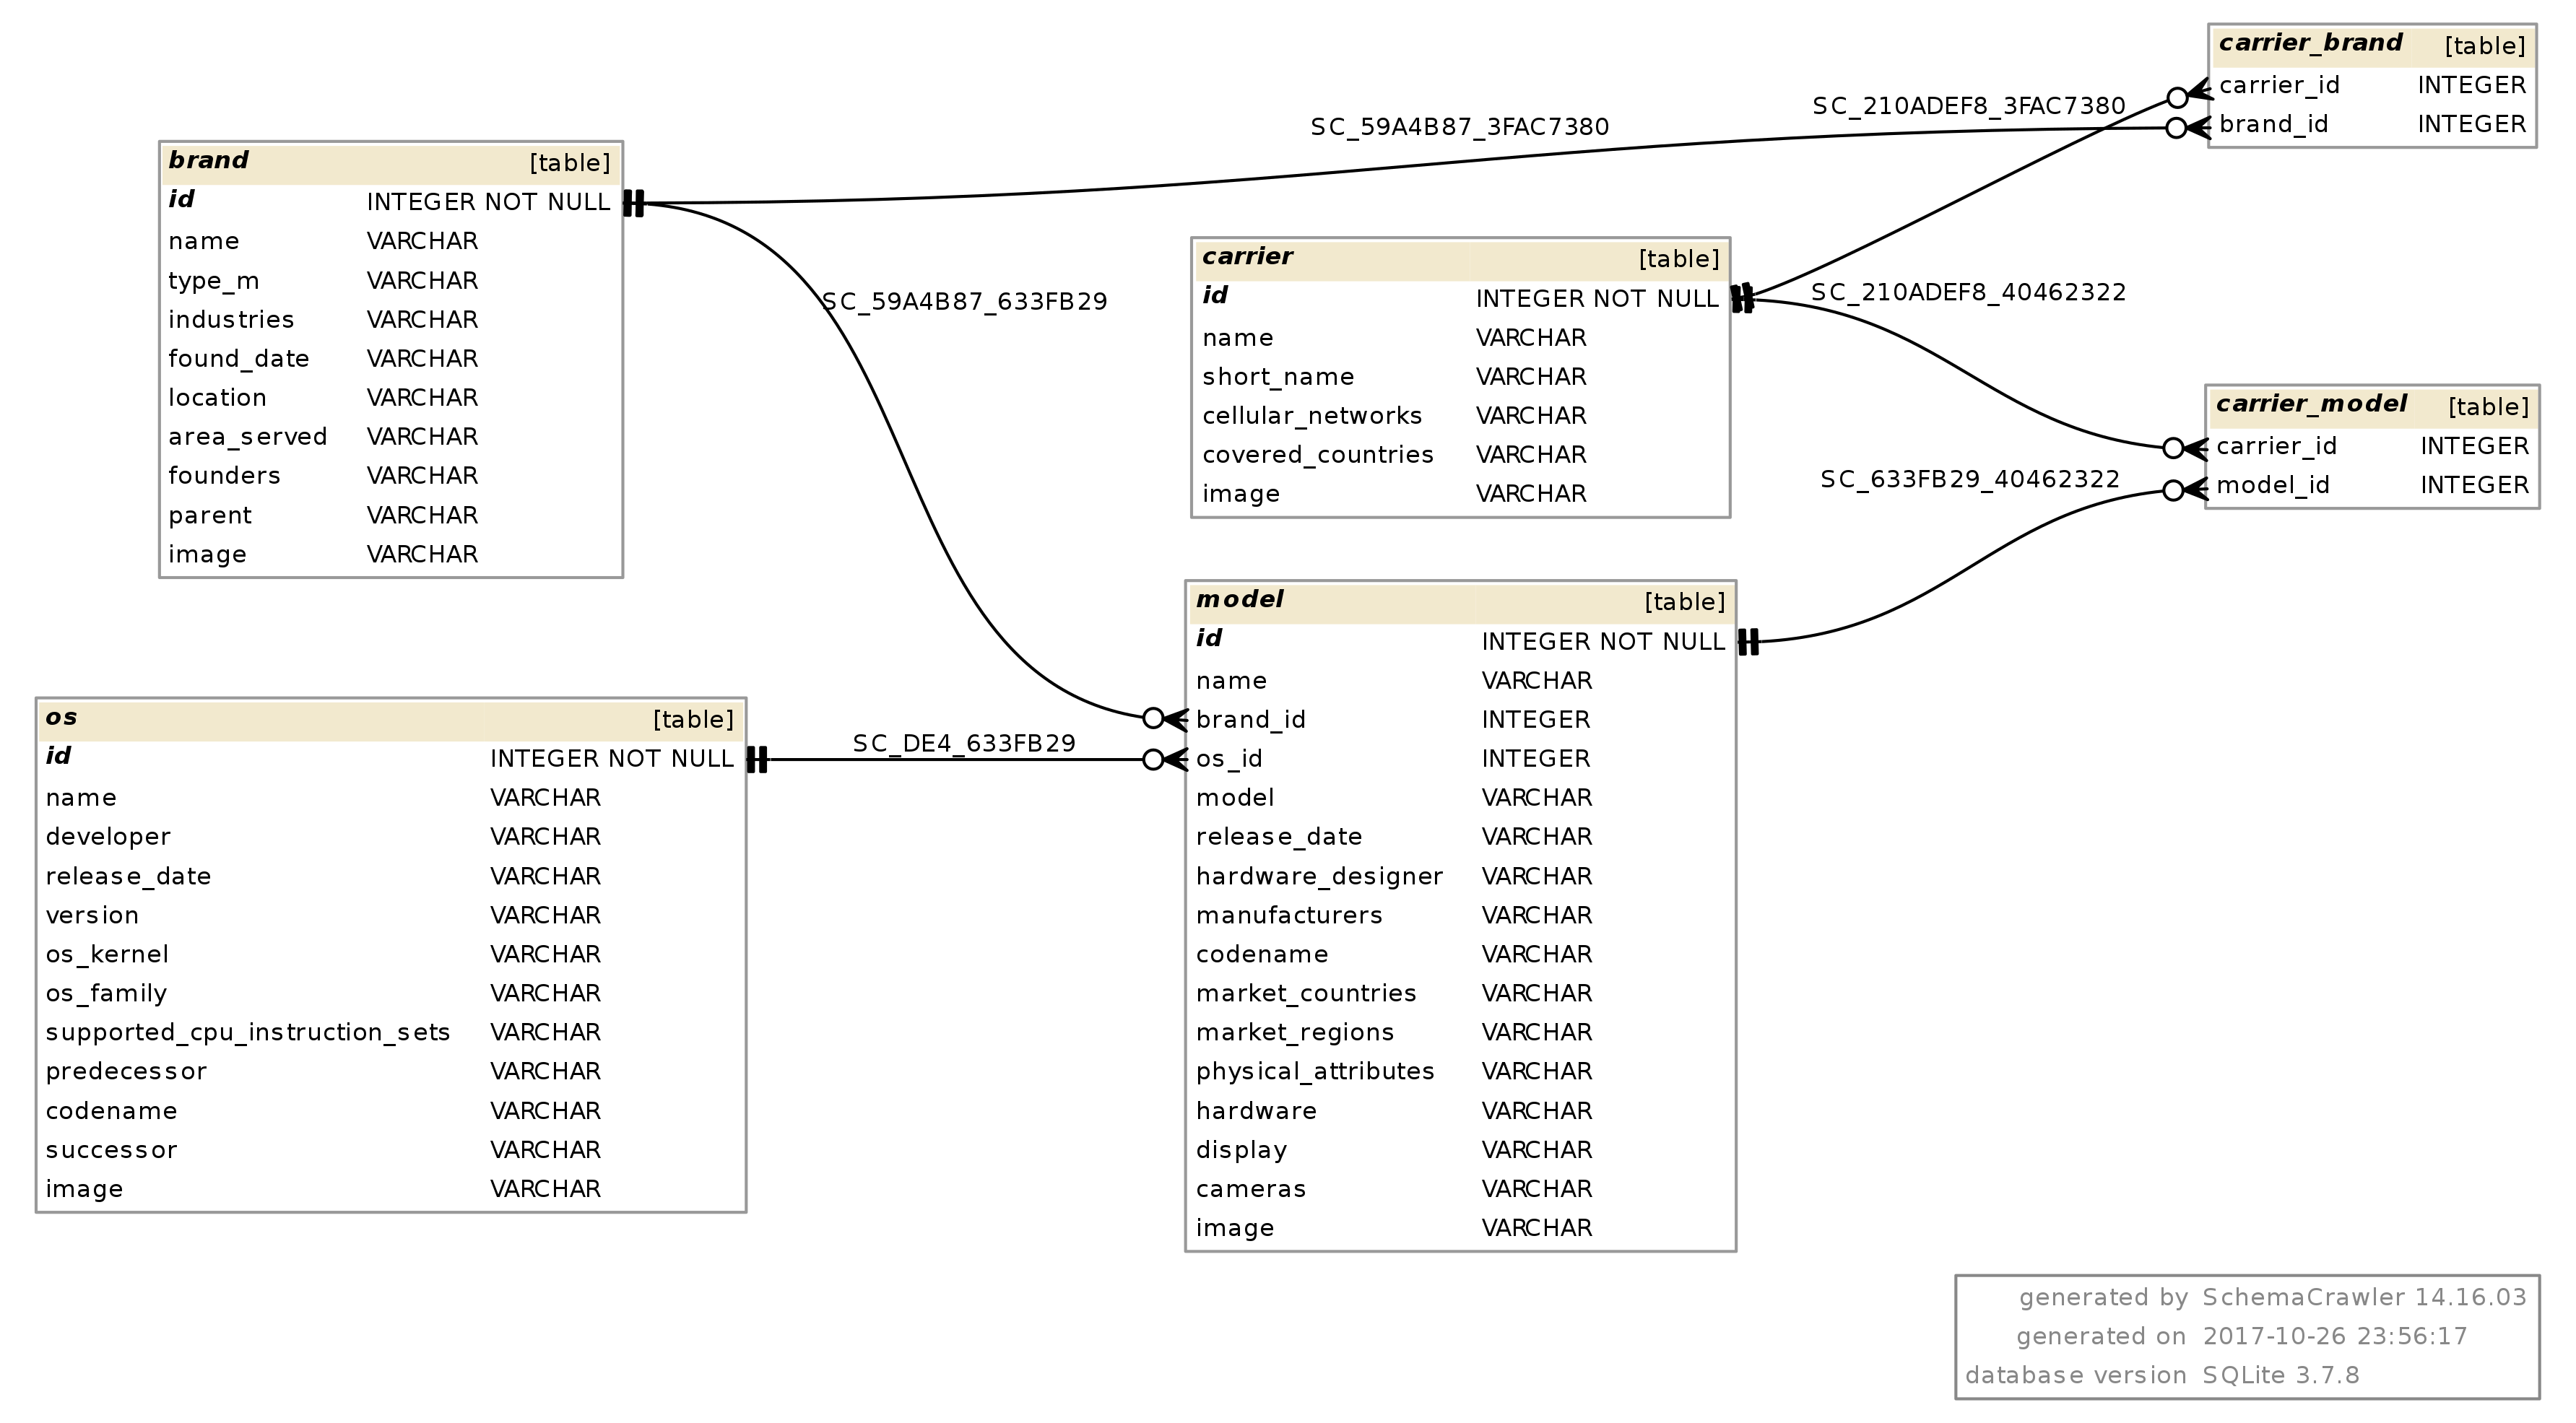 carrier_brand [table]
carrier_id INTEGER
brand_id INTEGER
SC_210ADEF8_3FAC7380
SC_59A4B87_3FAC7380
brand [table]
id INTEGER NOT NULL
name VARCHAR
type_m VARCHAR
industries VARCHAR
found_date VARCHAR
location VARCHAR
area_served VARCHAR
founders VARCHAR
parent VARCHAR
image VARCHAR
SC_59A4B87_633FB29
carrier [table]
id INTEGER NOT NULL
name VARCHAR
short_name VARCHAR
cellular_networks VARCHAR
covered_countries VARCHAR
image VARCHAR
SC_210ADEF8_40462322
carrier_model [table]
carrier_id INTEGER
model_id INTEGER
SC_633FB29_40462322
os [table]
id INTEGER NOT NULL
name VARCHAR
developer VARCHAR
release_date VARCHAR
version VARCHAR
os_kernel VARCHAR
os_family VARCHAR
supported_cpu_instruction_sets VARCHAR
predecessor VARCHAR
codename VARCHAR
successor VARCHAR
image VARCHAR
SC_DE4_633FB29
model [table]
id INTEGER NOT NULL
name VARCHAR
brand_id INTEGER
os_id INTEGER
model VARCHAR
release_date VARCHAR
hardware_designer VARCHAR
manufacturers VARCHAR
codename VARCHAR
market_countries VARCHAR
market_regions VARCHAR
physical_attributes VARCHAR
hardware VARCHAR
display VARCHAR
cameras VARCHAR
image VARCHAR
generated by SchemaCrawler 14.16.03
generated on 2017-10-26 23:56:17
database version SQLite 3.7.8